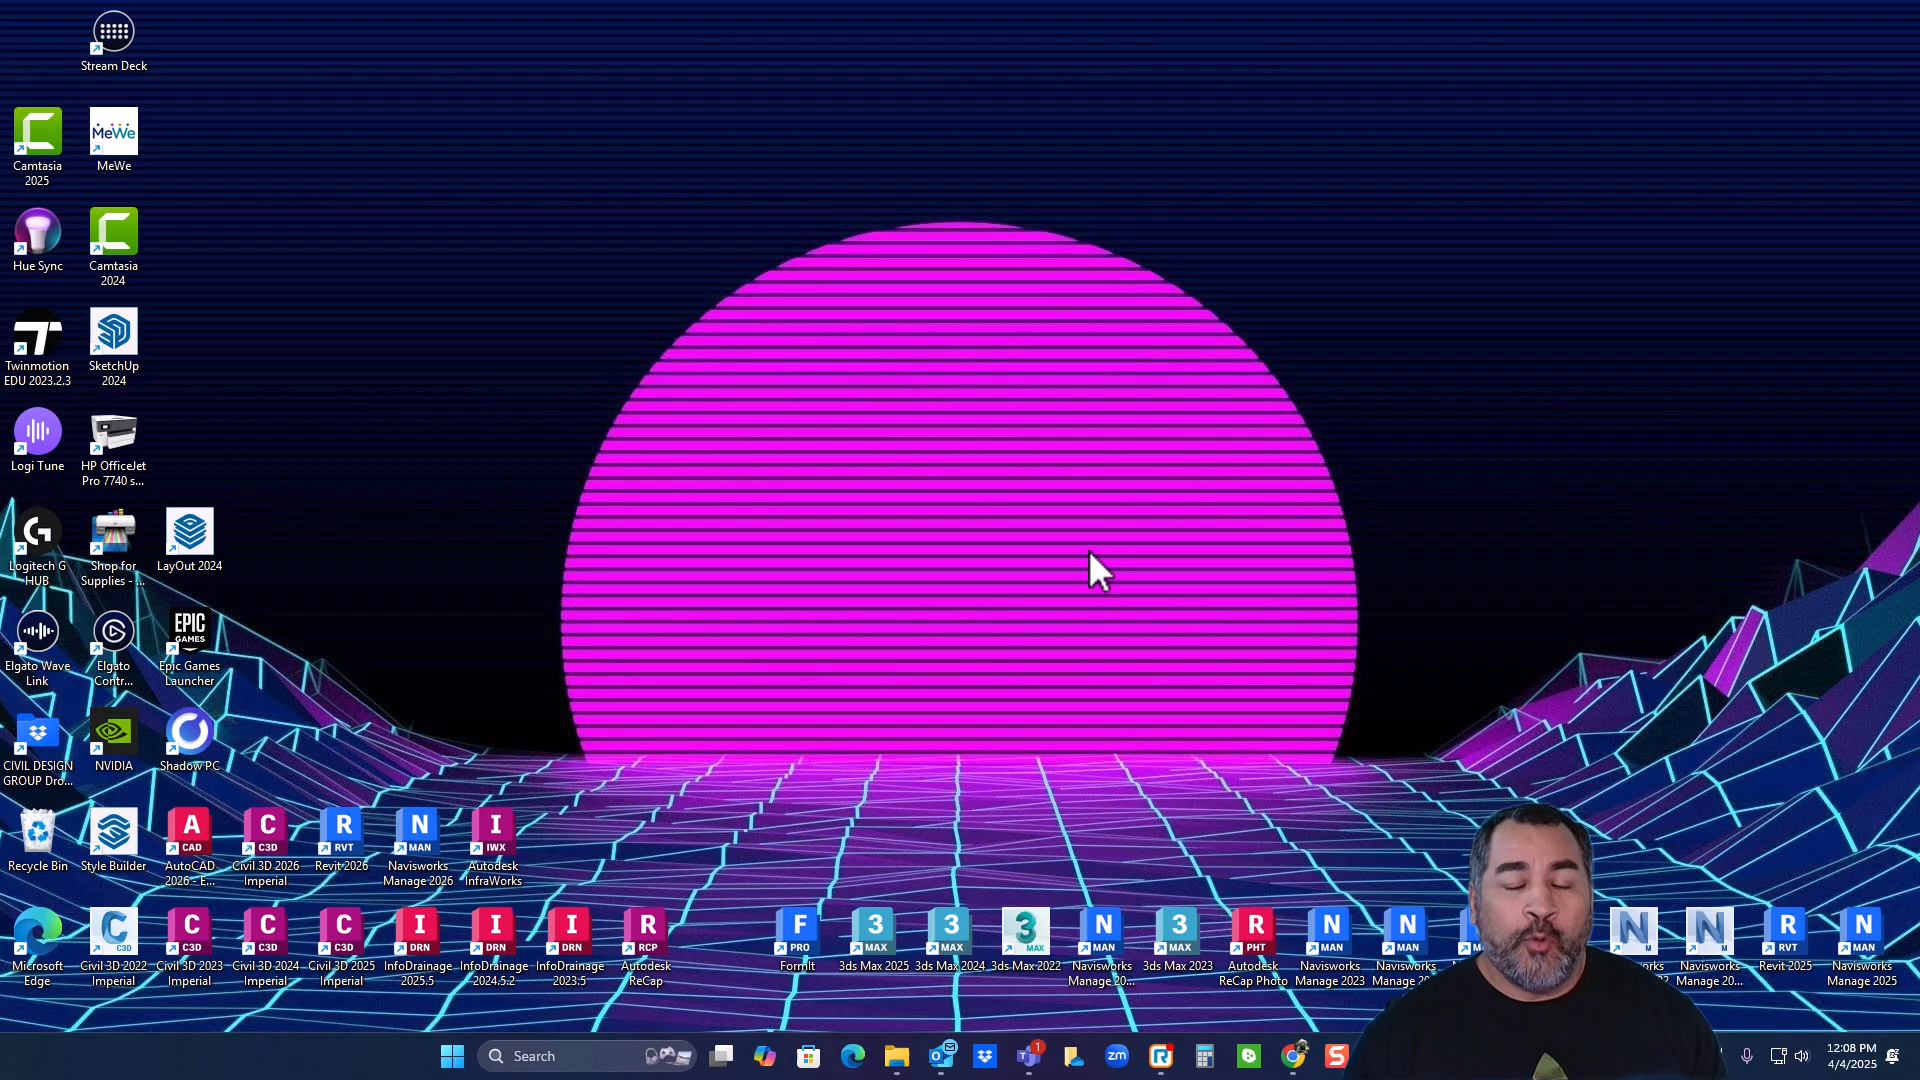 Stream Deck
Camtasia
2025
MeWe
MeWe
Hue Sync
Camtasia
2024
Twinmotion
EDU 2023.2.3
SketchUp
2024
Logi Tune
HP OfficeJet
Pro 7740 s...
Logitech G
HUB
Shop for
Supplies - ...
LayOut 2024
Elgato Wave
Link
Elgato
Contr...
EPIC
GAMES
Epic Games
Launcher
CIVIL DESIGN
GROUP Dro...
NVIDIA
Shadow PC
Recycle Bin
Style Builder
A
CAD
AutoCAD
2026 - E...
C
C3D
Civil 3D 2026
Imperial
R
RVT
Revit 2026
N
MAN
Navisworks
Manage 2026
I
IWX
Autodesk
InfraWorks
Microsoft
Edge
C
C3D
Civil 3D 2022
Imperial
C
C3D
Civil 3D 2023
Imperial
C
C3D
Civil 3D 2024
Imperial
C
C3D
Civil 3D 2025
Imperial
I
DRN
InfoDrainage
2025.5
I
DRN
InfoDrainage
2024.5.2
I
DRN
InfoDrainage
2023.5
R
RCP
Autodesk
ReCap
F
PRO
FormIt
3
MAX
3ds Max 2025
3
MAX
3ds Max 2024
3
MAX
3ds Max 2022
N
MAN
Navisworks
Manage 20...
3
MAX
3ds Max 2023
R
PHT
Autodesk
ReCap Photo
N
MAN
Navisworks
Manage 2023
N
MAN
Navisworks
N
M
N
M
Navisworks
Manage 20...
R
RVT
Revit 2025
N
MAN
Navisworks
Manage 2025
Search
1
zm
12:08 PM
4/4/2025